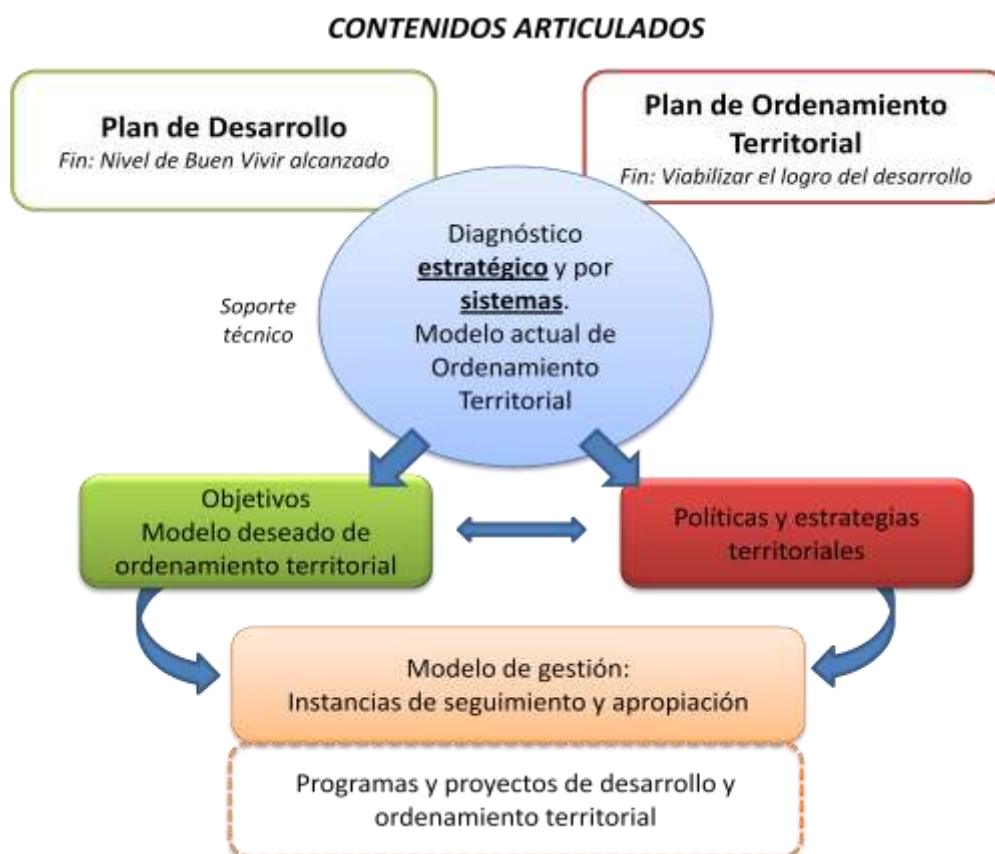 CONTENIDOS ARTICULADOS
Plan de Desarrollo
Fin: Nivel de Buen Vivir alcanzado
Plan de Ordenamiento
Territorial
Fin: Viabilizar el logro del desarrollo
Diagnóstico
estratégico y por
sistemas.
Modelo actual de
Ordenamiento
Territorial
Soporte
técnico
Objetivos
Modelo deseado de
ordenamiento territorial
Políticas y estrategias
territoriales
Modelo de gestión:
Instancias de seguimiento y apropiación
Programas y proyectos de desarrollo y
ordenamiento territorial